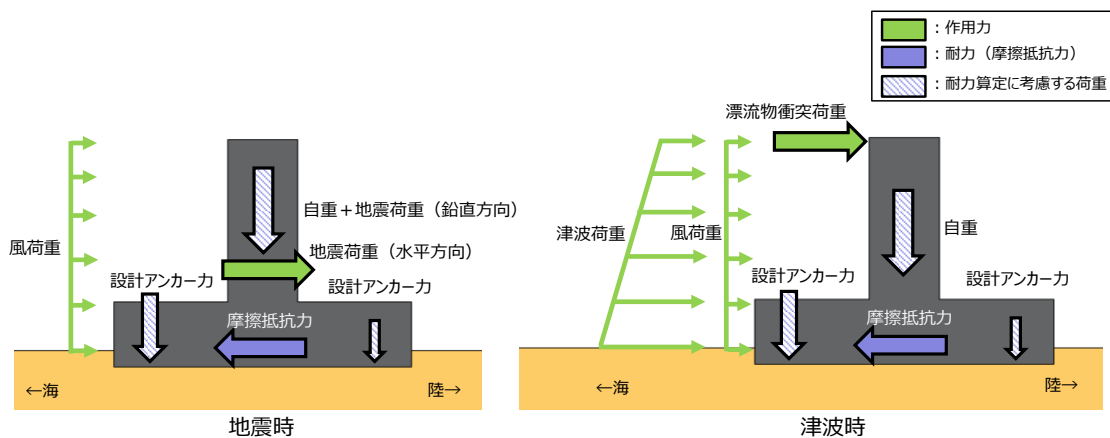 :作用力
:耐力(摩擦抵抗力)
:耐力算定に考慮する荷重
風荷重
自重+地震荷重(鉛直方向)
地震荷重(水平方向)
設計アンカー力
設計アンカー力
摩擦抵抗力
←海
陸→
地震時
漂流物衝突荷重
津波荷重
風荷重
自重
設計アンカー力
設計アンカー力
摩擦抵抗力
←海
陸→
津波時